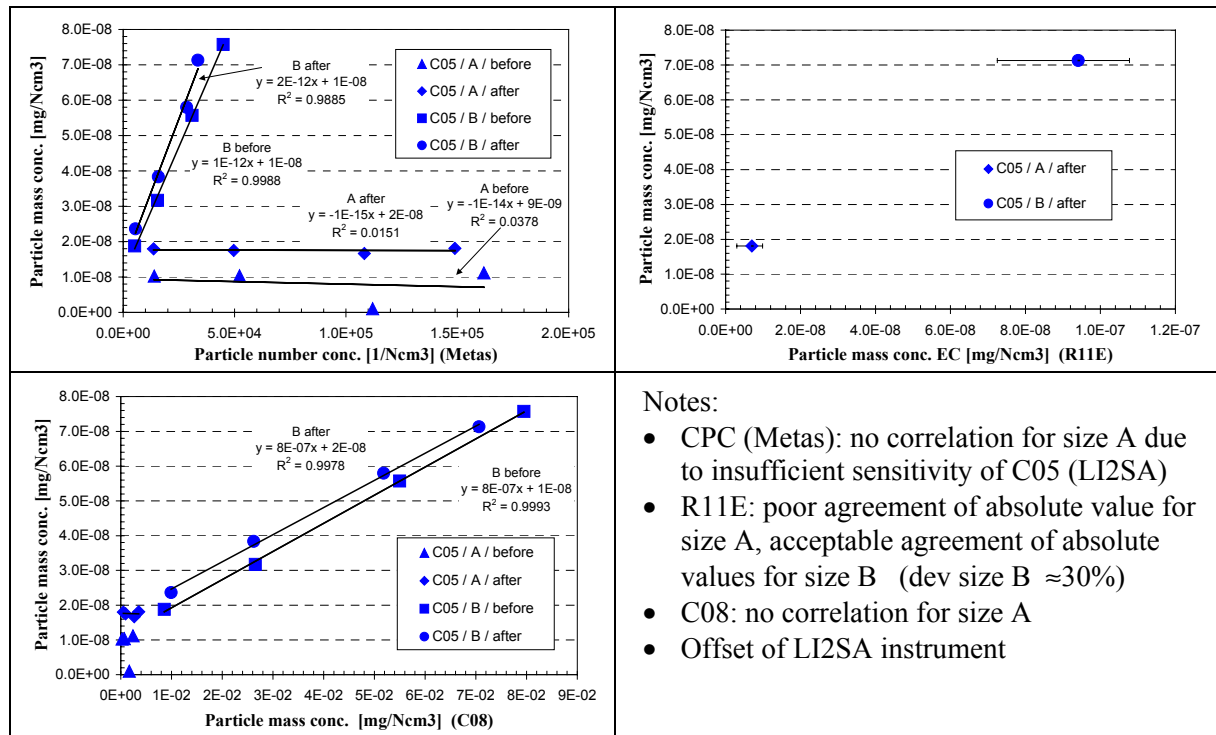 8.0E-08
7.0E-08
6.0E-08
5.0E-08
4.0E-08
3.0E-08
2.0E-08
1.0E-08
0.0E+00
Particle mass conc. [mg/Ncm3]
B after
y = 2E-12x + 1E-08
R2 = 0.9885
B before
y = 1E-12x + 1E-08
R2 = 0.9988
A after
y = -1E-15x + 2E-08
R2 = 0.0151
A before
y = -1E-14x + 9E-09
R2 = 0.0378
C05 / A / before
C05 / A / after
C05 / B / before
C05 / B / after
0.0E+00 5.0E+04 1.0E+05 1.5E+05 2.0E+05
Particle number conc. [1/Ncm3] (Metas)
8.0E-08
7.0E-08
6.0E-08
5.0E-08
4.0E-08
3.0E-08
2.0E-08
1.0E-08
0.0E+00
Particle mass conc. [mg/Ncm3]
C05 / A / after
C05 / B / after
0.0E+00 2.0E-08 4.0E-08 6.0E-08 8.0E-08 1.0E-07 1.2E-07
Particle mass conc. EC [mg/Ncm3] (R11E)
8.0E-08
7.0E-08
6.0E-08
5.0E-08
4.0E-08
3.0E-08
2.0E-08
1.0E-08
0.0E+00
Particle mass conc. [mg/Ncm3]
B after
y = 8E-07x + 2E-08
R2 = 0.9978
B before
y = 8E-07x + 1E-08
R2 = 0.9993
C05 / A / before
C05 / A / after
C05 / B / before
C05 / B / after
0E+00 1E-02 2E-02 3E-02 4E-02 5E-02 6E-02 7E-02 8E-02 9E-02
Particle mass conc. [mg/Ncm3] (C08)
Notes:
• CPC (Metas): no correlation for size A due
to insufficient sensitivity of C05 (LI2SA)
• R11E: poor agreement of absolute value for
size A, acceptable agreement of absolute
values for size B (dev size B ≈30%)
• C08: no correlation for size A
• Offset of LI2SA instrument